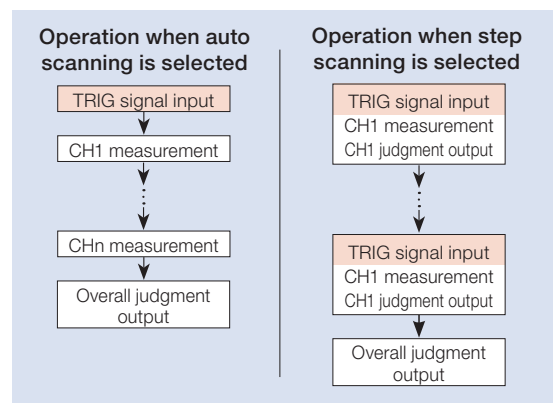 Operation when auto
scanning is selected
TRIG signal input
CH1 measurement
CHn measurement
Overall judgment
output
Operation when step
scanning is selected
TRIG signal input
CH1 measurement
CH1 judgment output
TRIG signal input
CH1 measurement
CH1 judgment output
Overall judgment
output